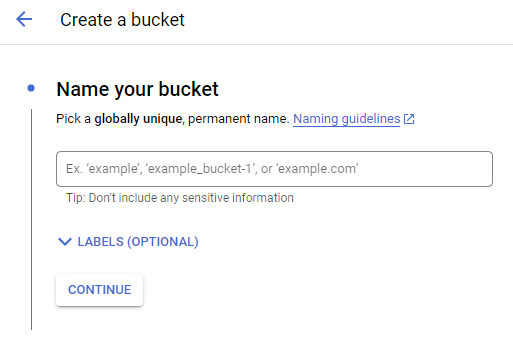 Create a bucket
Name your bucket
Pick a globally unique, permanent name. Naming guidelines
Ex. 'example', 'example_bucket-1', or 'example.com'
Tip: Don't include any sensitive information
LABELS (OPTIONAL)
CONTINUE